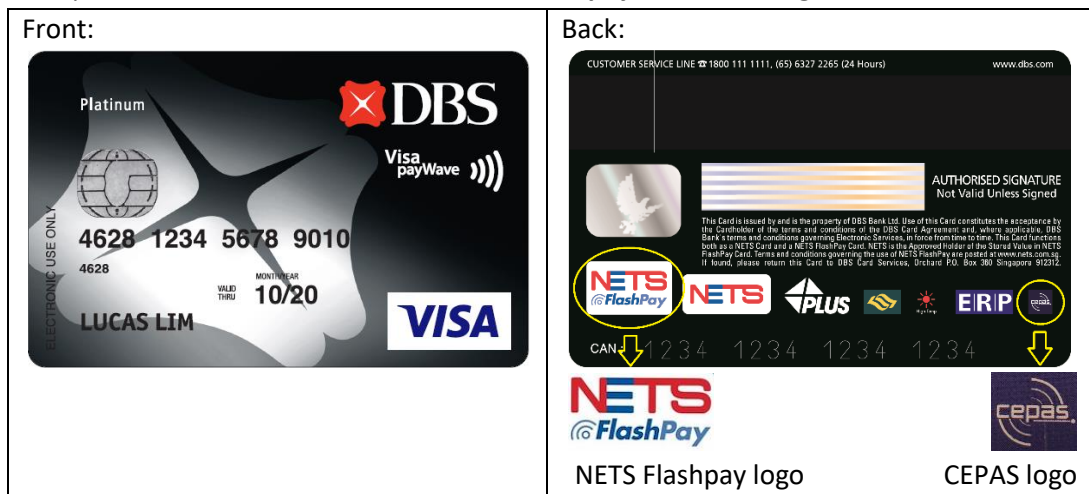 Front:
Platinum
DBS
Visa
payWave
ELECTRONIC USE ONLY
4628 1234 5678 9010
4628
MONTH/YEAR
VALID
THRU
10/20
LUCAS LIM
VISA
Back:
CUSTOMER SERVICE LINE ☎ 1800 111 1111, (65) 6327 2265 (24 Hours) www.dbs.com
AUTHORISED SIGNATURE
Not Valid Unless Signed
This Card is issued by and is the property of DBS Bank Ltd. Use of this Card constitutes the acceptance by
the Cardholder of the terms and conditions of the DBS Card Agreement and, where applicable, DBS
Bank's terms and conditions governing Electronic Services, in force from time to time. This Card functions
both as a NETS Card and a NETS FlashPay Card. NETS is the Approved Holder of the Stored Value in NETS
FlashPay Card. Terms and conditions governing the use of NETS FlashPay are posted at www.nets.com.sg.
If found, please return this Card to DBS Card Services, Orchard P.O. Box 360 Singapore 912312.
NETS
FlashPay
NETS
PLUS
ERP
cepas
CAN: 1234 1234 1234 1234
NETS
FlashPay
cepas
NETS Flashpay logo
CEPAS logo